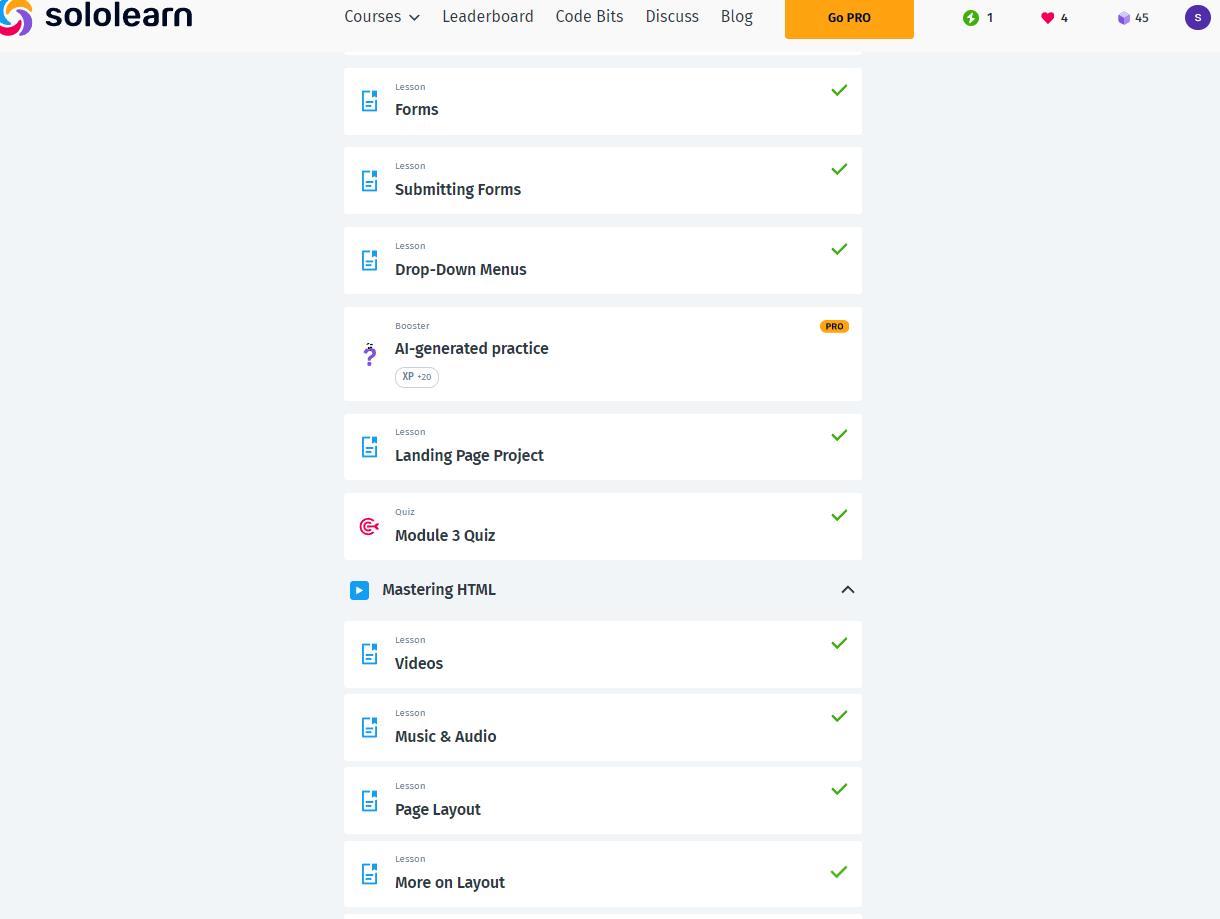 sololearn
Courses Leaderboard Code Bits Discuss Blog Go PRO 1 4 45 S
Lesson
Forms
Lesson
Submitting Forms
Lesson
Drop-Down Menus
Booster
PRO
AI-generated practice
XP +20
Lesson
Landing Page Project
Quiz
Module 3 Quiz
Mastering HTML
Lesson
Videos
Lesson
Music & Audio
Lesson
Page Layout
Lesson
More on Layout